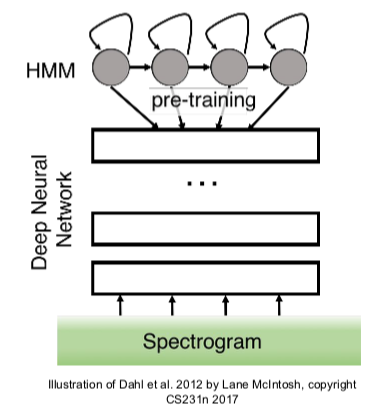 HMM
pre-training
...
Deep Neural
Network
Spectrogram
Illustration of Dahl et al. 2012 by Lane McIntosh, copyright
CS231n 2017